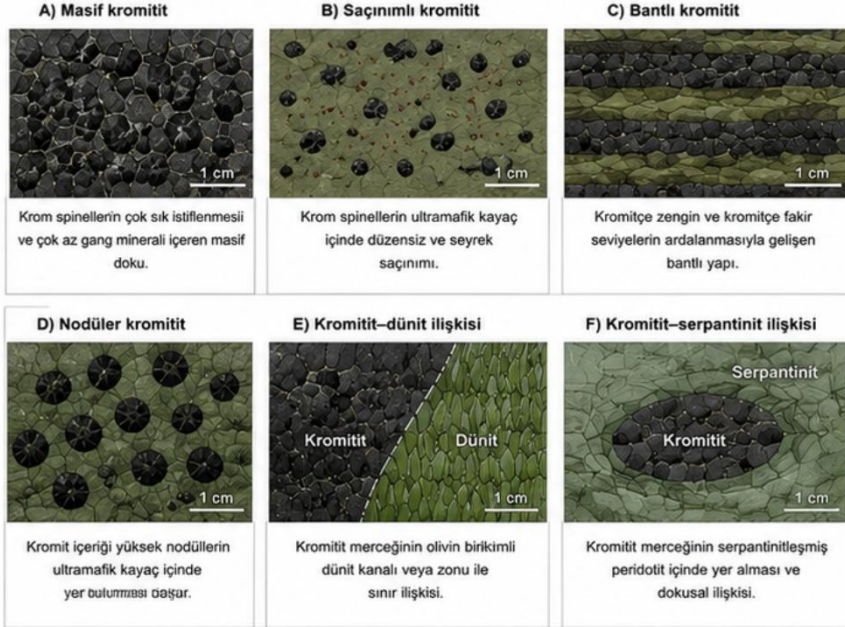 A) Masif kromitit
B) Saçınımlı kromitit
C) Bantlı kromitit
1 cm
1 cm
1 cm
Krom spinellerin çok sık istiflenmesii
ve çok az gang minerali içeren masif
doku.
Krom spinellerin ultramafik kayaç
içinde düzensiz ve seyrek
saçınımı.
Kromitçe zengin ve kromitçe fakir
seviyelerin ardalanmasıyla gelişen
bantlı yapı.
D) Nodüler kromitit
E) Kromitit–dünit ilişkisi
F) Kromitit–serpantinit ilişkisi
1 cm
Kromitit
Dünit
1 cm
Serpantinit
Kromitit
1 cm
Kromit içeriği yüksek nodüllerin
ultramafik kayaç içinde
yer
Kromitit merceğinin olivin birikimli
dünit kanalı veya zonu ile
sınır ilişkisi.
Kromitit merceğinin serpantinitleşmiş
peridotit içinde yer alması ve
dokusal ilişkisi.